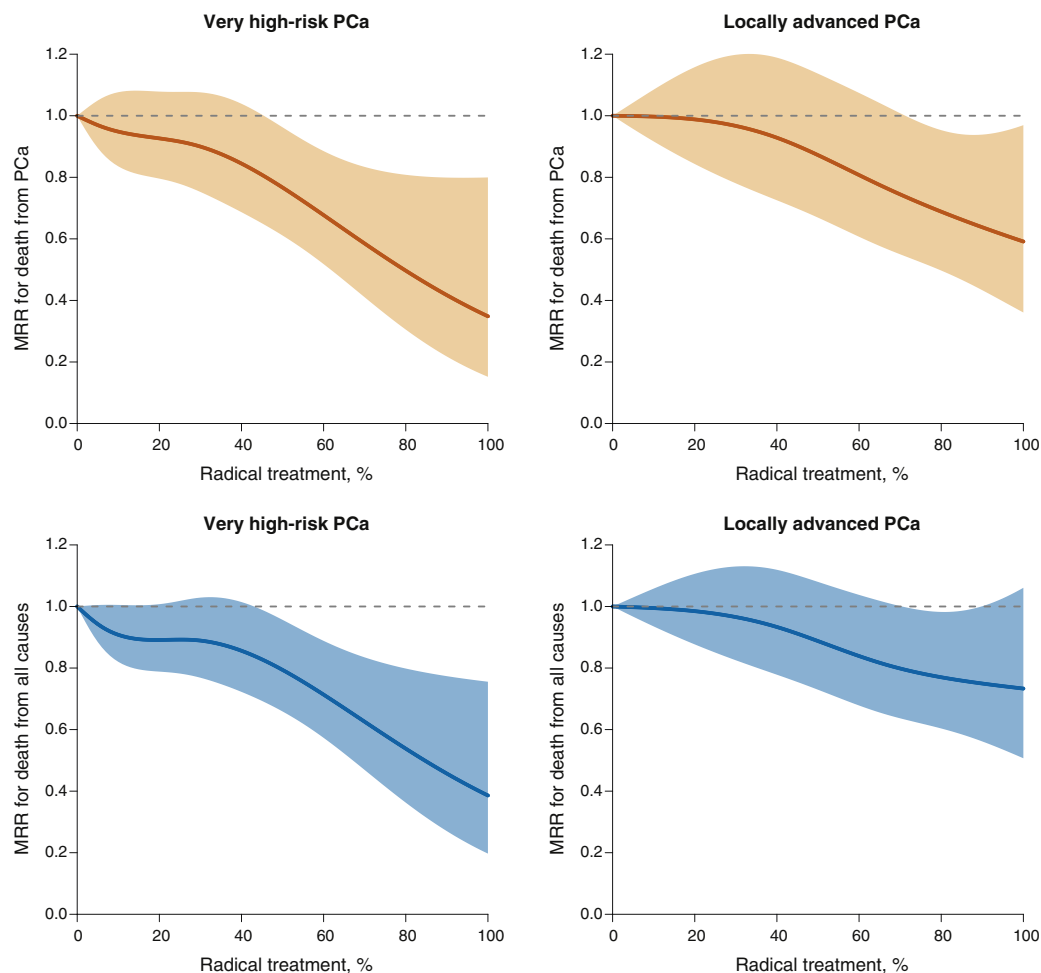 Very high-risk PCa
MRR for death from PCa
1.2
1.0
0.8
0.6
0.4
0.2
0.0
0 20 40 60 80 100
Radical treatment, %
Locally advanced PCa
MRR for death from PCa
1.2
1.0
0.8
0.6
0.4
0.2
0.0
0 20 40 60 80 100
Radical treatment, %
Very high-risk PCa
MRR for death from all causes
1.2
1.0
0.8
0.6
0.4
0.2
0.0
0 20 40 60 80 100
Radical treatment, %
Locally advanced PCa
MRR for death from all causes
1.2
1.0
0.8
0.6
0.4
0.2
0.0
0 20 40 60 80 100
Radical treatment, %